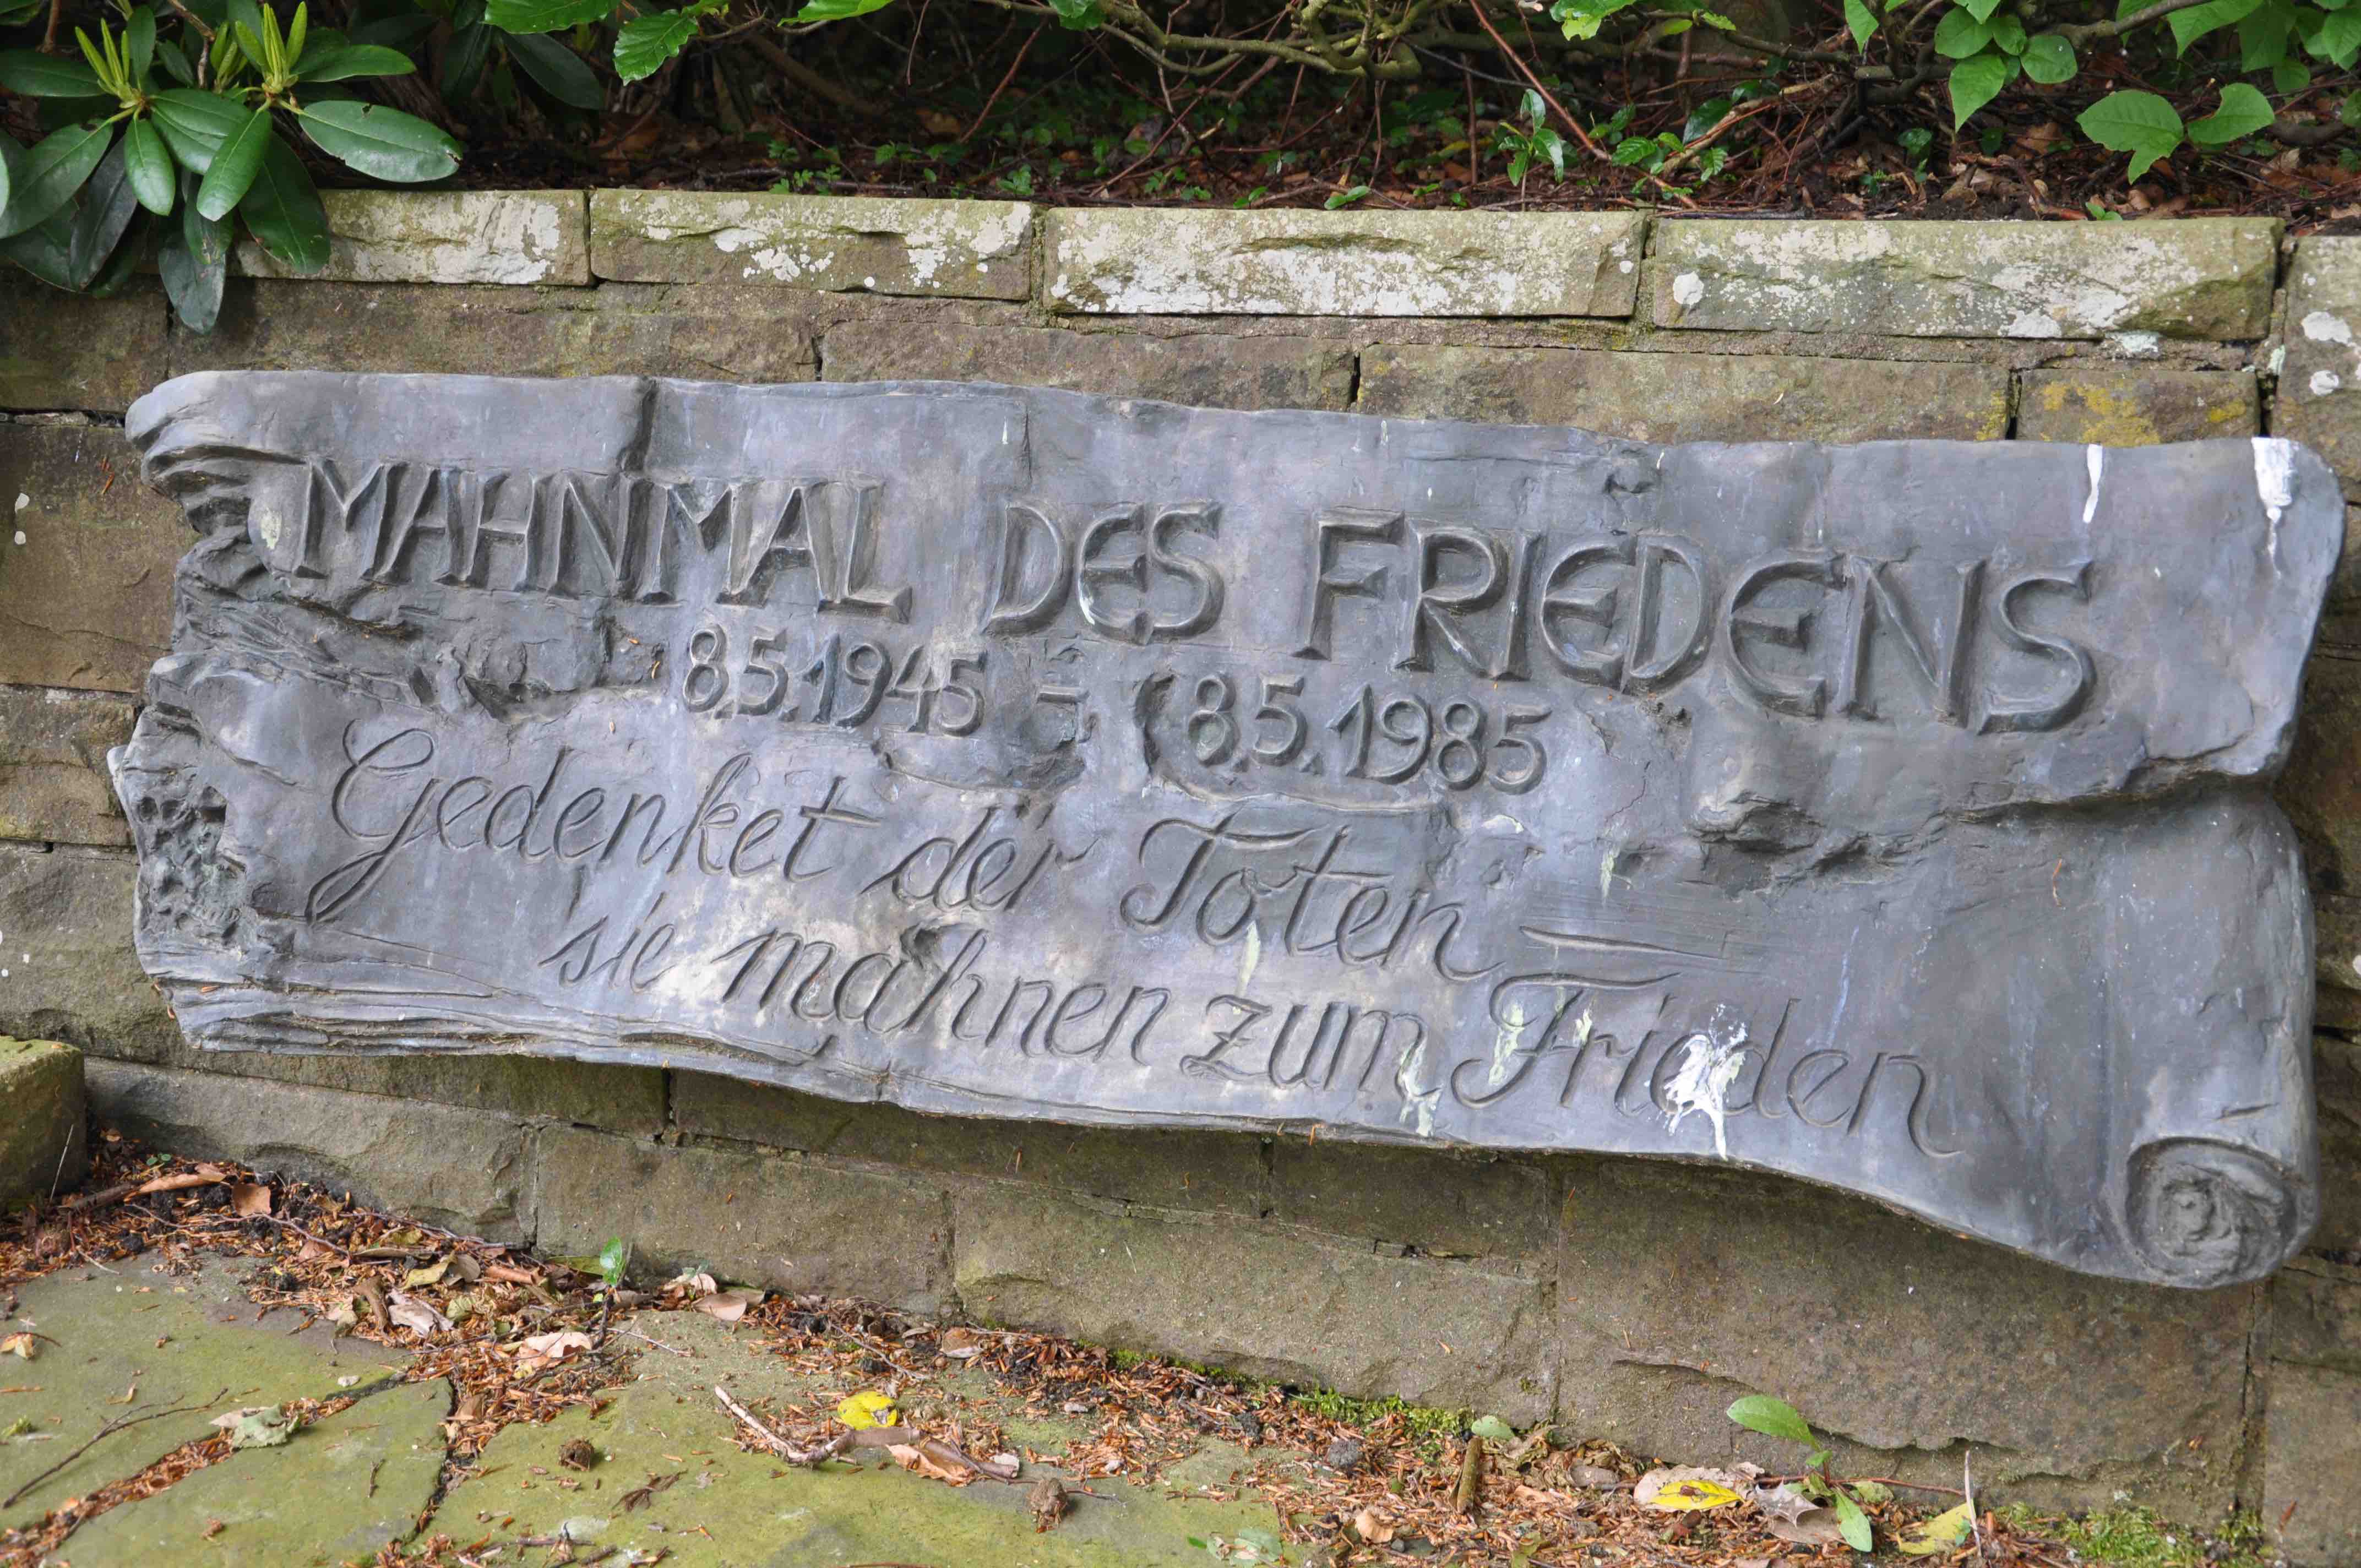 MAHNMAL DES FRIEDENS
8.5.1945 - 8.5.1985
Gedenket der Toten –
sie mahnen zum Frieden